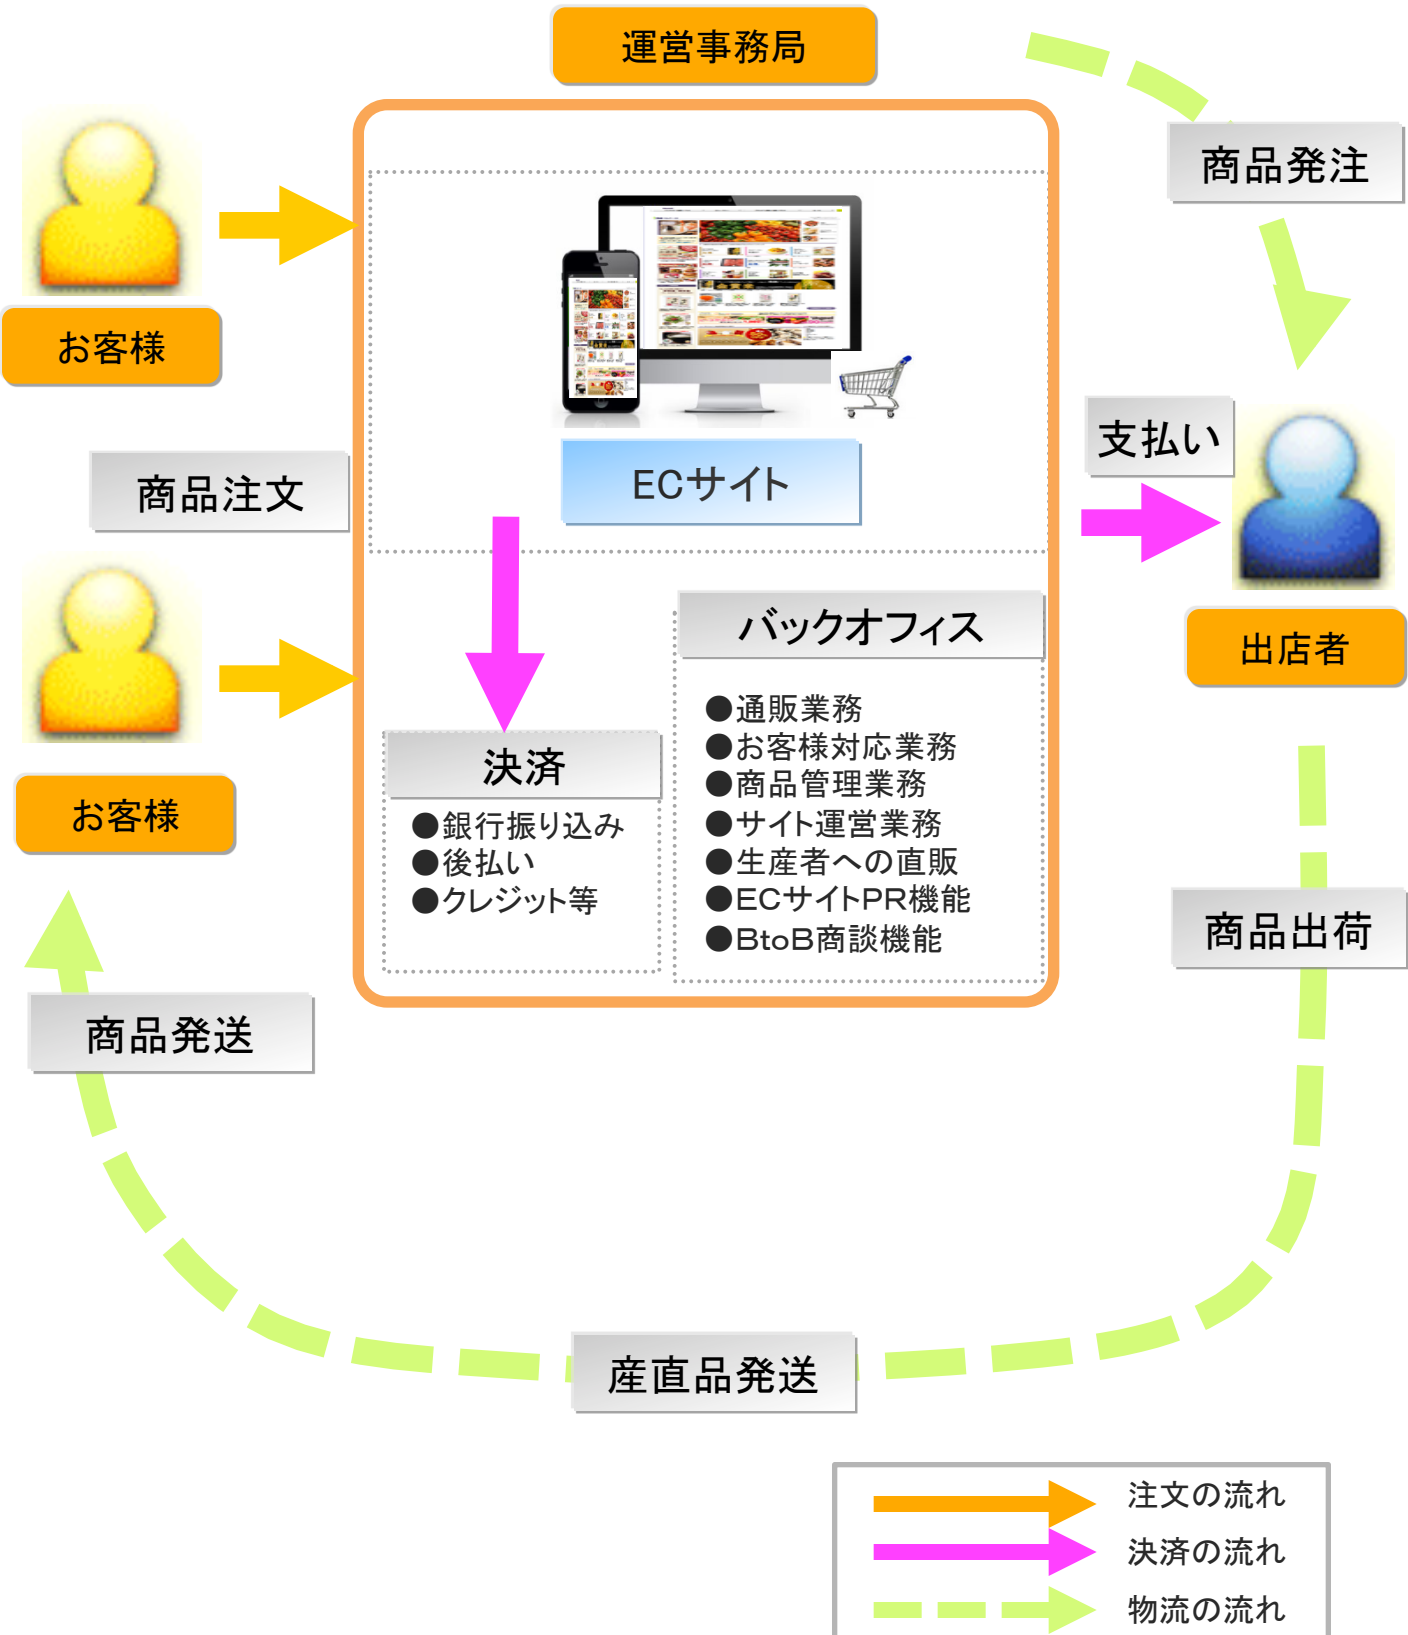 運営事務局
商品発注
お客様
支払い
ECサイト
商品注文
バックオフィス
出店者
●通販業務
●お客様対応業務
●商品管理業務
●サイト運営業務
●生産者への直販
●ECサイトPR機能
●BtoB商談機能
決済
●銀行振り込み
●後払い
●クレジット等
お客様
商品出荷
商品発送
産直品発送
注文の流れ
決済の流れ
物流の流れ